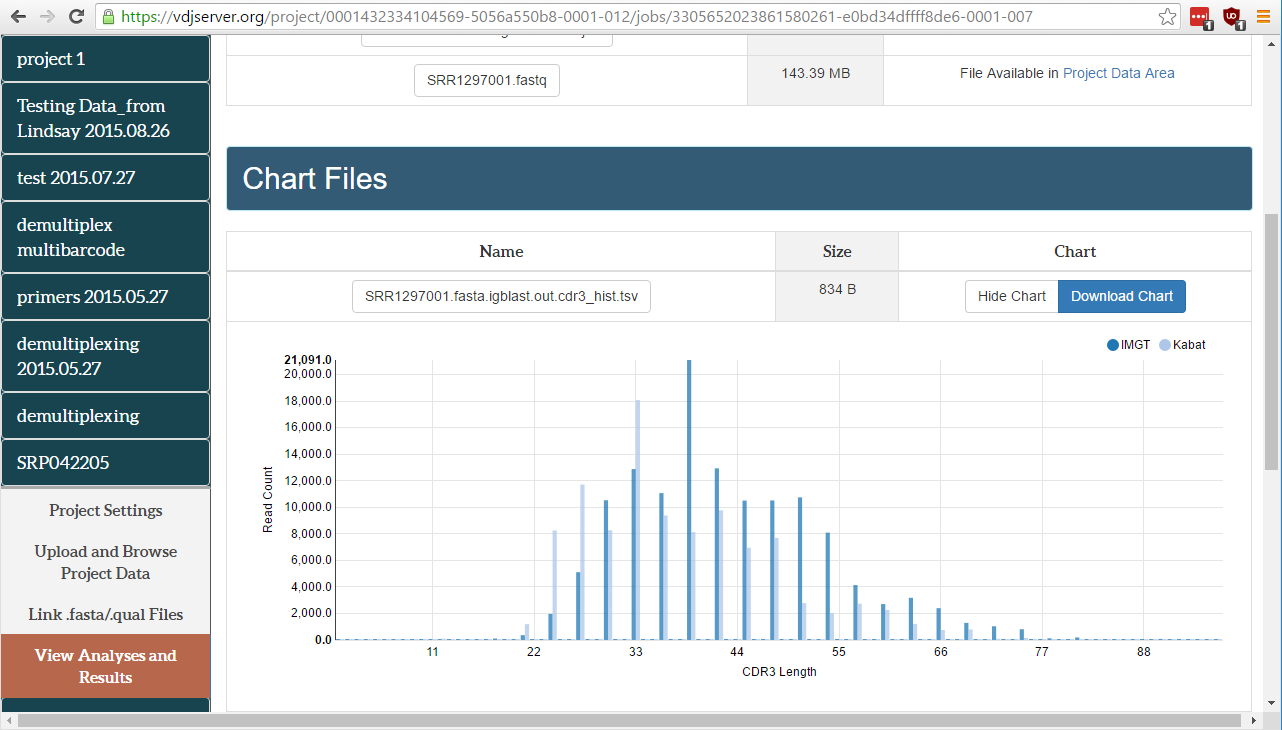 https://vdjserver.org/project/0001432334104569-5056a550b8-0001-012/jobs/3305652023861580261-e0bd34dffff8de6-0001-007
1
1
project 1
Testing Data_from
Lindsay 2015.08.26
test 2015.07.27
demultiplex
multibarcode
primers 2015.05.27
demultiplexing
2015.05.27
demultiplexing
SRP042205
Project Settings
Upload and Browse
Project Data
Link .fasta/.qual Files
View Analyses and
Results
SRR1297001.fastq
143.39 MB
File Available in Project Data Area
Chart Files
Name
Size
Chart
SRR1297001.fasta.igblast.out.cdr3_hist.tsv
834 B
Hide Chart
Download Chart
IMGT
Kabat
21,091.0
20,000.0
18,000.0
16,000.0
14,000.0
12,000.0
10,000.0
8,000.0
6,000.0
4,000.0
2,000.0
0.0
Read Count
11
22
33
44
55
66
77
88
CDR3 Length